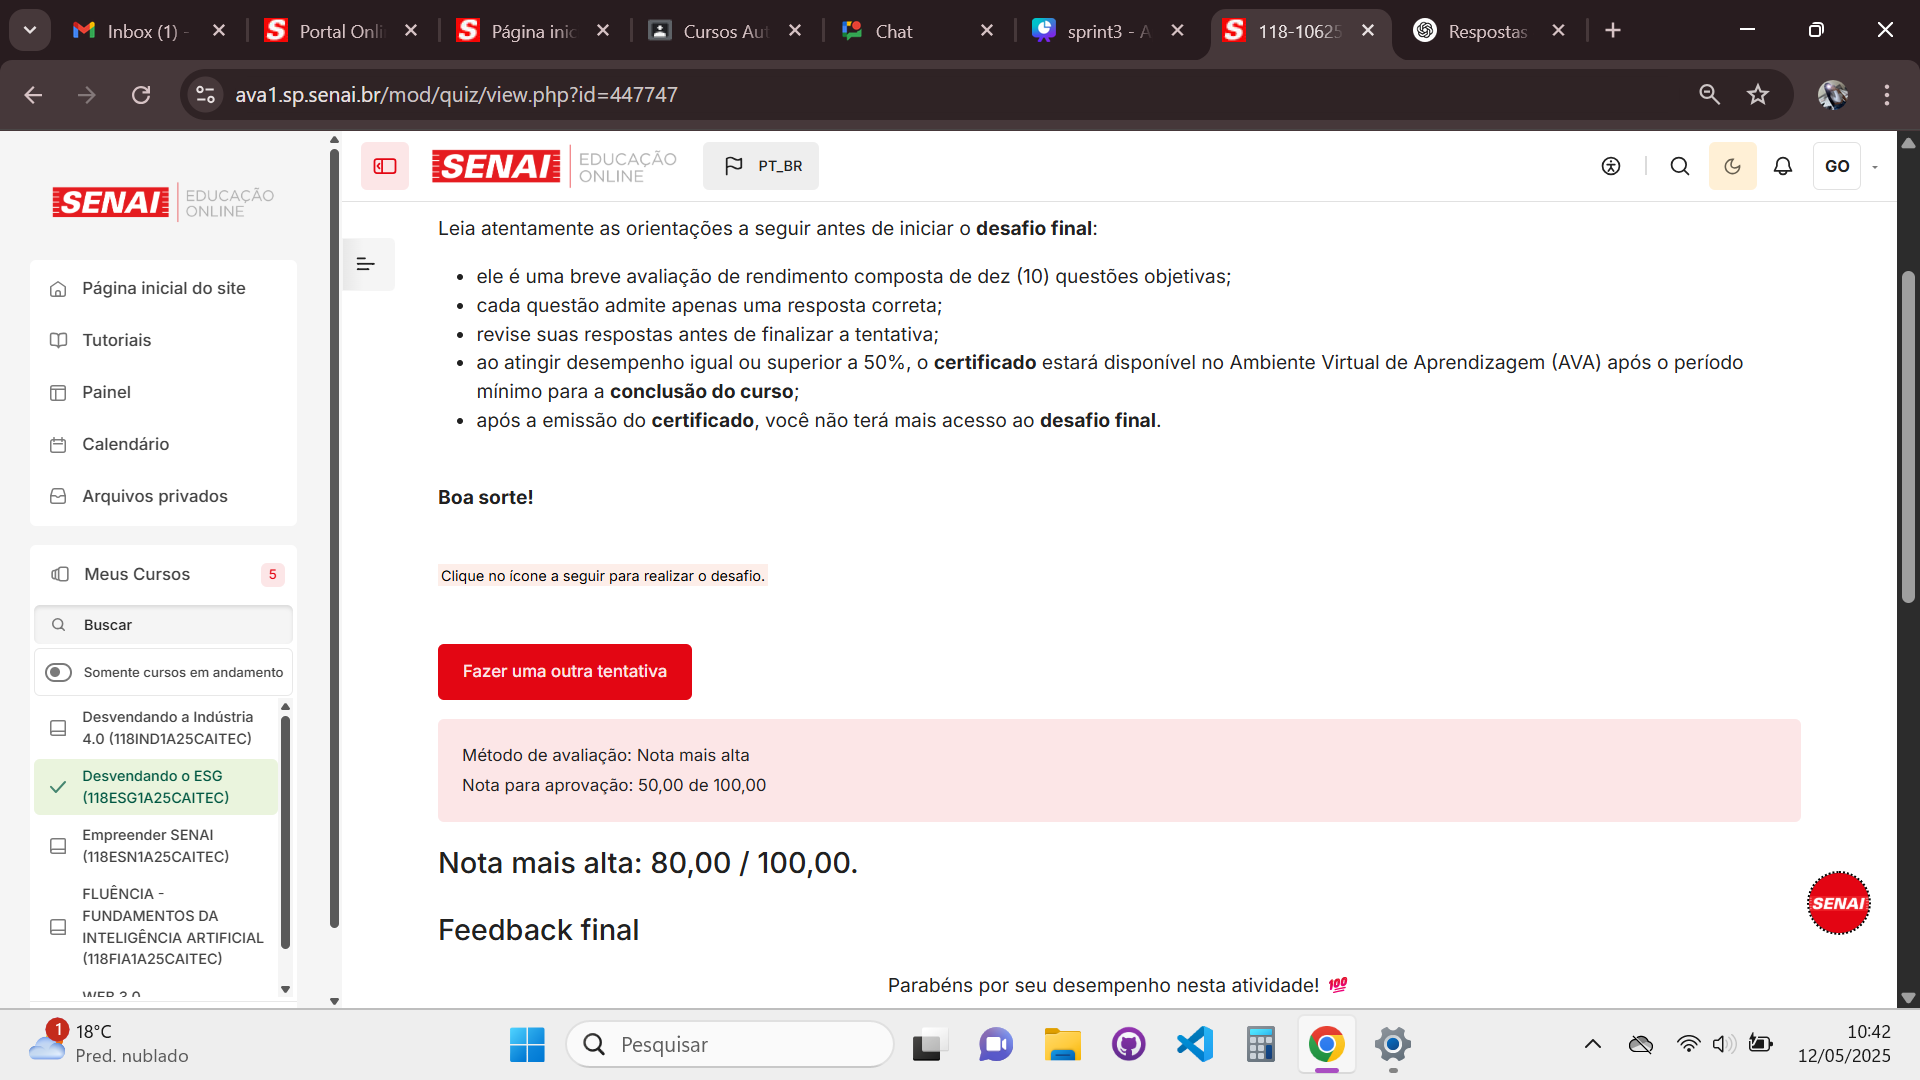 Inbox (1) -
Portal Onli
Página inic
Cursos Aut
Chat
sprint3 - A
118-10625
Respostas
ava1.sp.senai.br/mod/quiz/view.php?id=447747
SENAI EDUCAÇÃO ONLINE
Página inicial do site
Tutoriais
Painel
Calendário
Arquivos privados
Meus Cursos 5
Buscar
Somente cursos em andamento
Desvendando a Indústria
4.0 (118IND1A25CAITEC)
Desvendando o ESG
(118ESG1A25CAITEC)
Empreender SENAI
(118ESN1A25CAITEC)
FLUÊNCIA -
FUNDAMENTOS DA
INTELIGÊNCIA ARTIFICIAL
(118FIA1A25CAITEC)
WEB 3.0
SENAI EDUCAÇÃO ONLINE
PT_BR
GO
Leia atentamente as orientações a seguir antes de iniciar o desafio final:
• ele é uma breve avaliação de rendimento composta de dez (10) questões objetivas;
• cada questão admite apenas uma resposta correta;
• revise suas respostas antes de finalizar a tentativa;
• ao atingir desempenho igual ou superior a 50%, o certificado estará disponível no Ambiente Virtual de Aprendizagem (AVA) após o período
mínimo para a conclusão do curso;
• após a emissão do certificado, você não terá mais acesso ao desafio final.
Boa sorte!
Clique no ícone a seguir para realizar o desafio.
Fazer uma outra tentativa
Método de avaliação: Nota mais alta
Nota para aprovação: 50,00 de 100,00
Nota mais alta: 80,00 / 100,00.
Feedback final
Parabéns por seu desempenho nesta atividade! 💯
SENAI
1
18°C
Pred. nublado
Pesquisar
10:42
12/05/2025